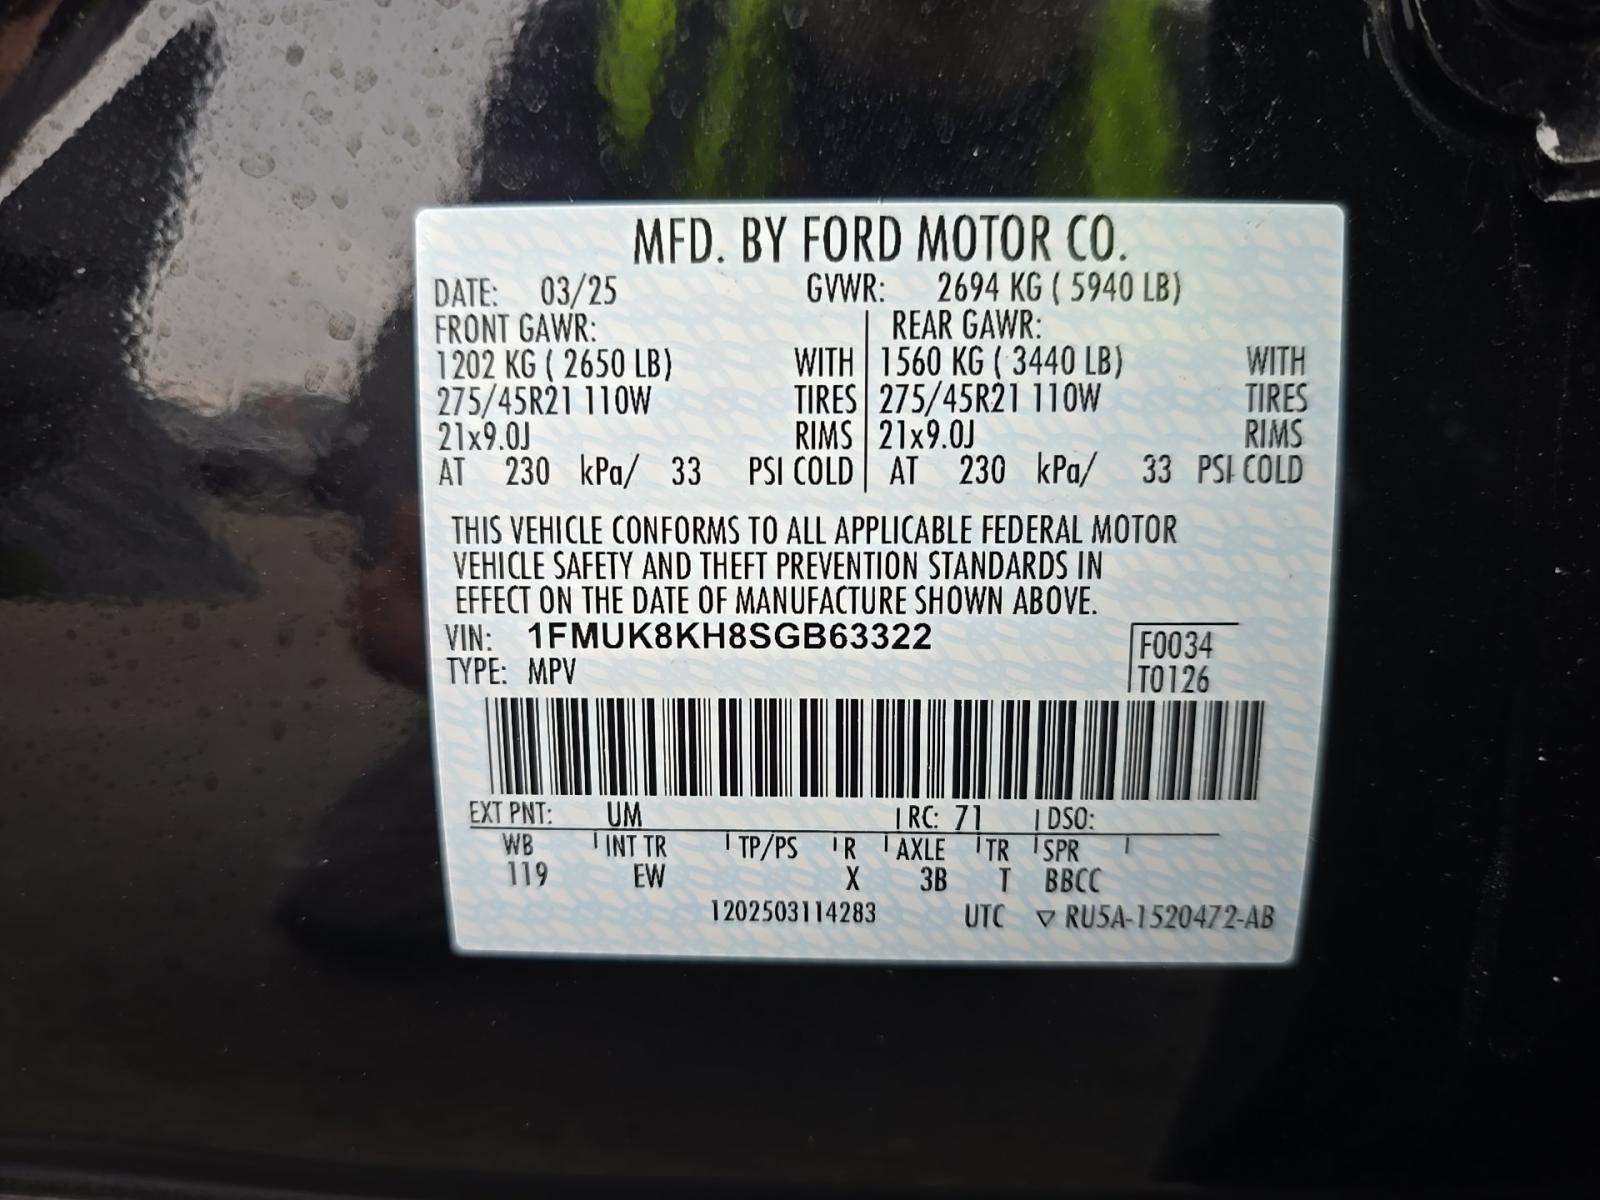 MFD. BY FORD MOTOR CO.
DATE: 03/25 GVWR: 2694 KG ( 5940 LB)
FRONT GAWR: REAR GAWR:
1202 KG ( 2650 LB) WITH 1560 KG ( 3440 LB) WITH
275/45R21 110W TIRES 275/45R21 110W TIRES
21x9.0J RIMS 21x9.0J RIMS
AT 230 kPa/ 33 PSI COLD AT 230 kPa/ 33 PSI COLD
THIS VEHICLE CONFORMS TO ALL APPLICABLE FEDERAL MOTOR
VEHICLE SAFETY AND THEFT PREVENTION STANDARDS IN
EFFECT ON THE DATE OF MANUFACTURE SHOWN ABOVE.
VIN: 1FMUK8KH8SGB63322 F0034
TYPE: MPV T0126
EXT PNT: UM RC: 71 DSO:
WB INT TR TP/PS R AXLE TR SPR
119 EW X 3B T BBCC
1202503114283 UTC ▽ RU5A-1520472-AB